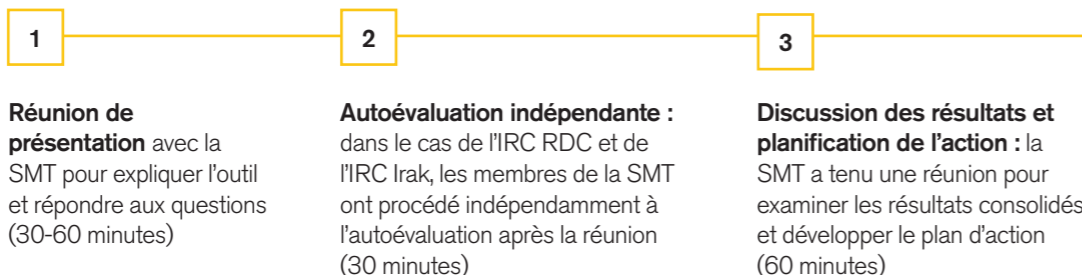 1
Réunion de
présentation avec la
SMT pour expliquer l’outil
et répondre aux questions
(30-60 minutes)
2
Autoévaluation indépendante :
dans le cas de l’IRC RDC et de
l’IRC Irak, les membres de la SMT
ont procédé indépendamment à
l’autoévaluation après la réunion
(30 minutes)
3
Discussion des résultats et
planification de l’action : la
SMT a tenu une réunion pour
examiner les résultats consolidés
et développer le plan d’action
(60 minutes)